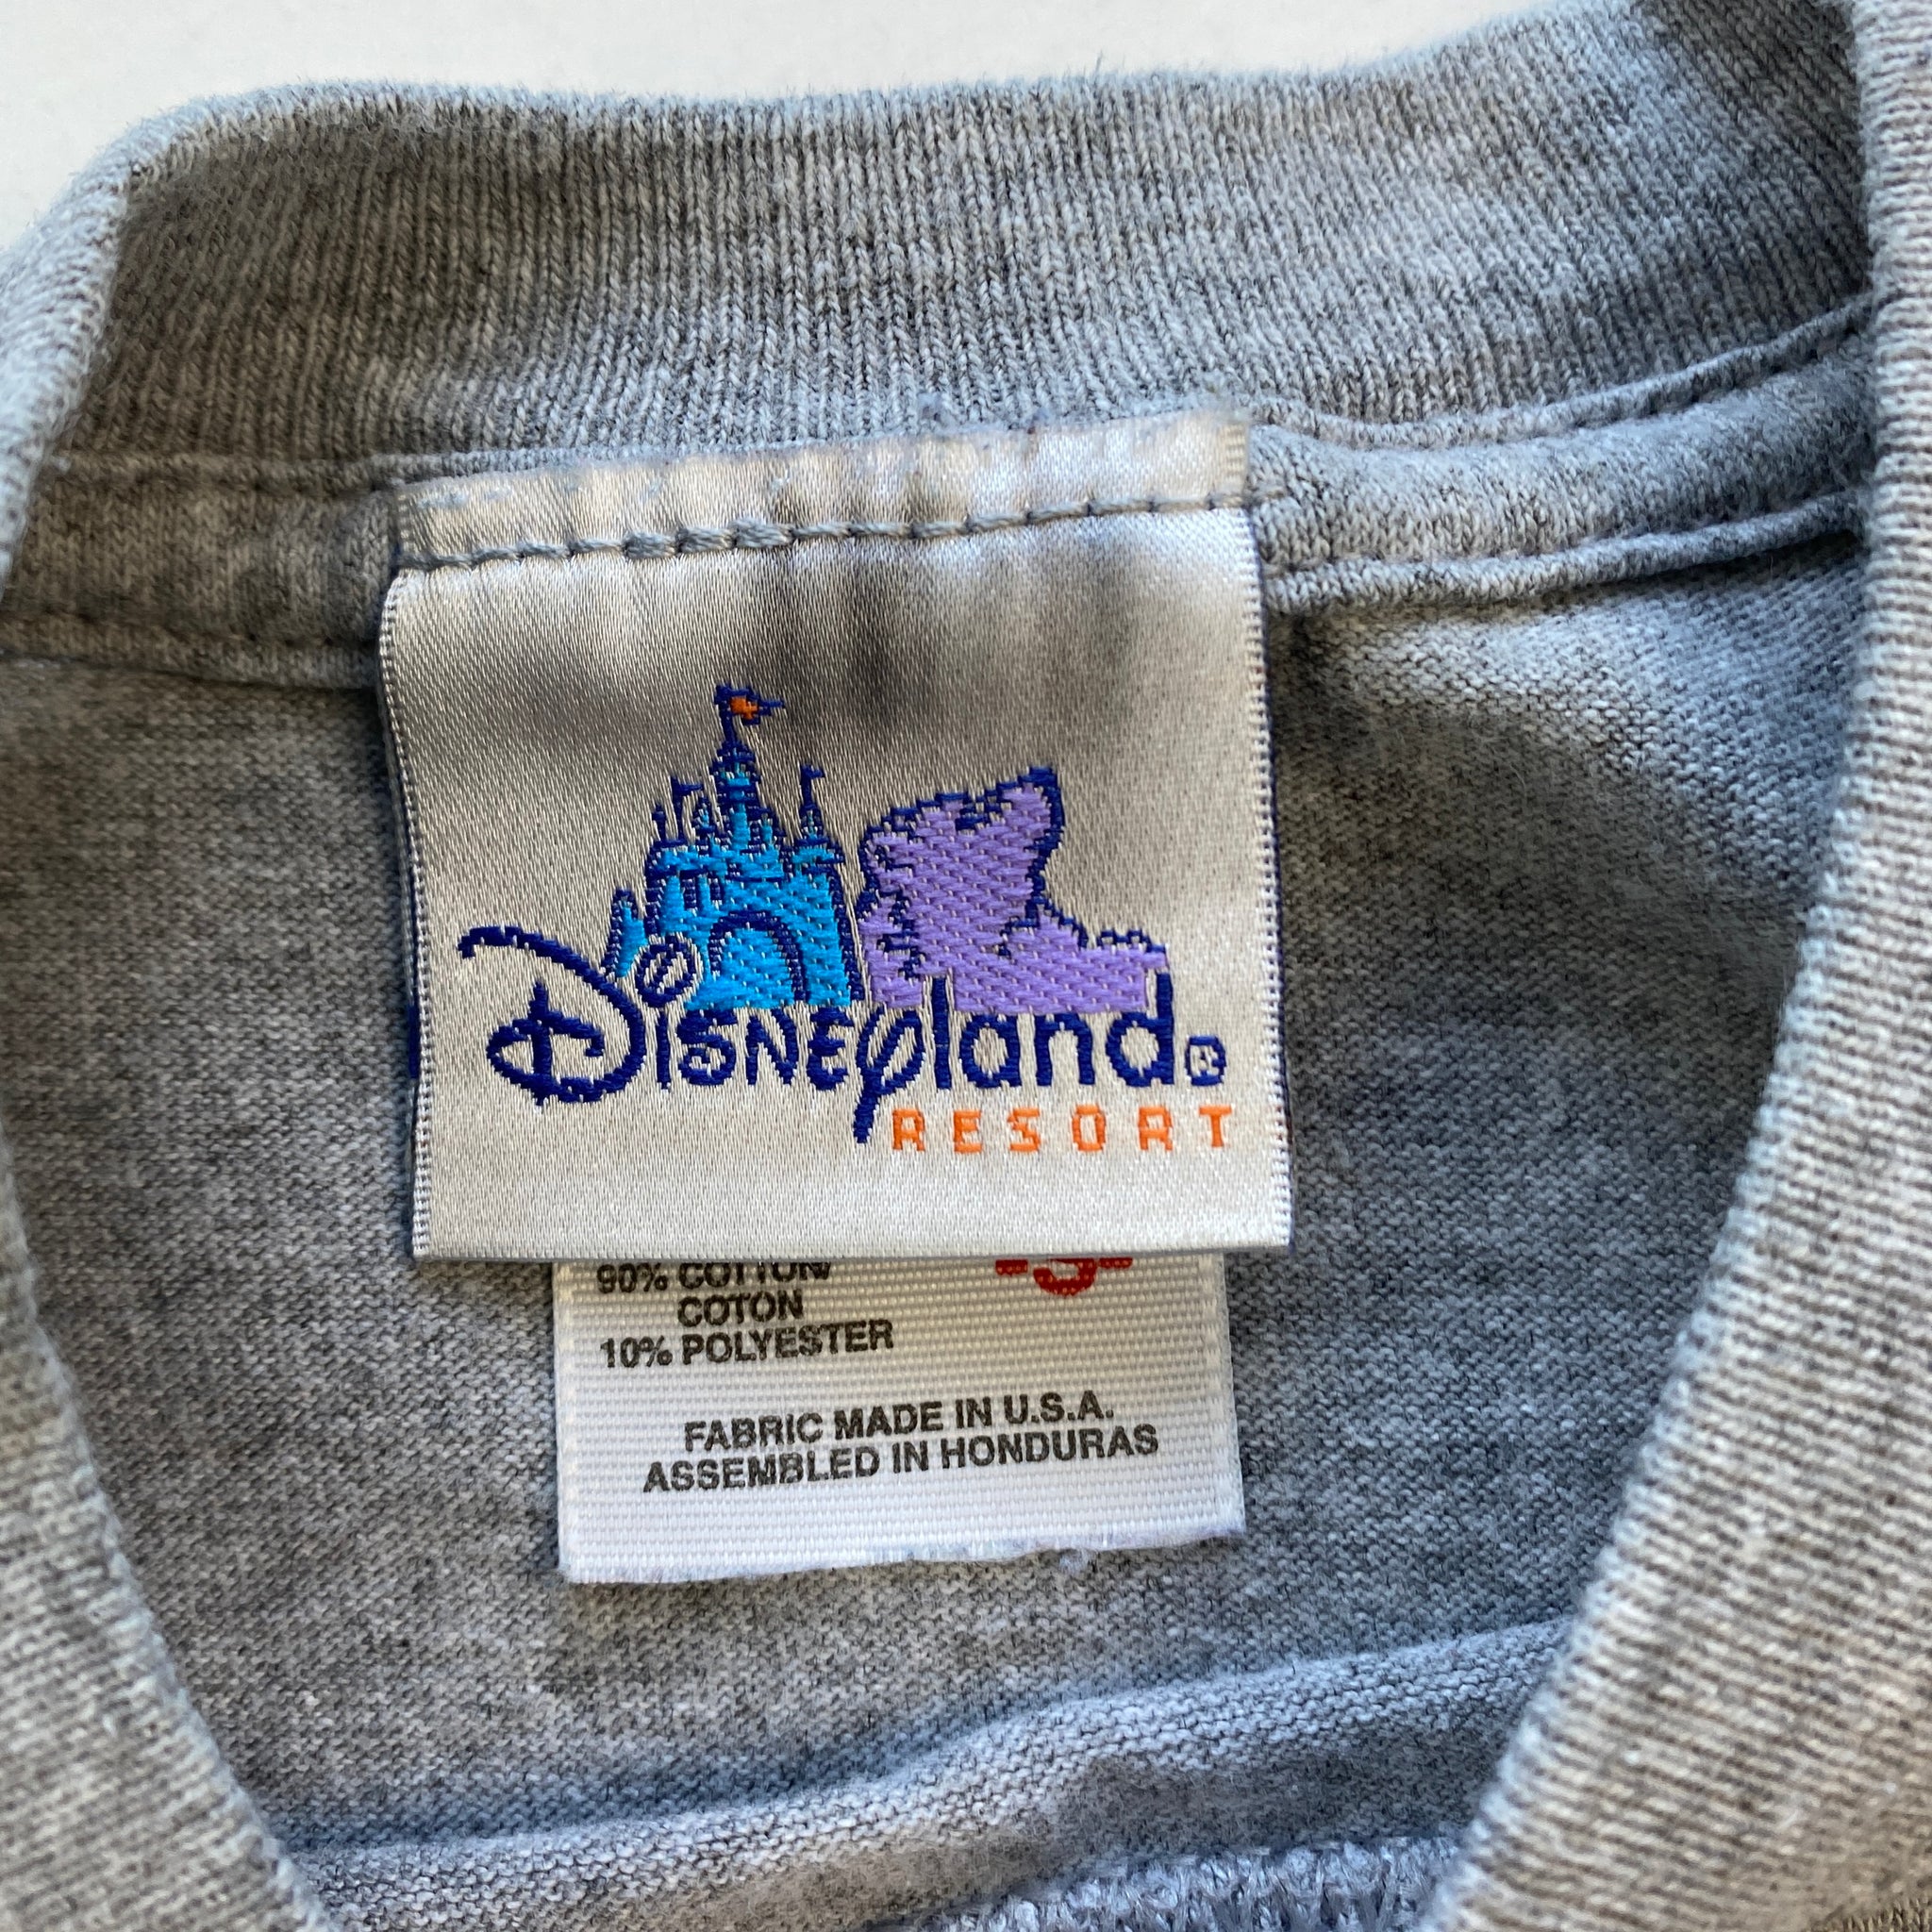 Disneyland®
RESORT
-S-
90% COTTON
COTON
10% POLYESTER
FABRIC MADE IN U.S.A.
ASSEMBLED IN HONDURAS